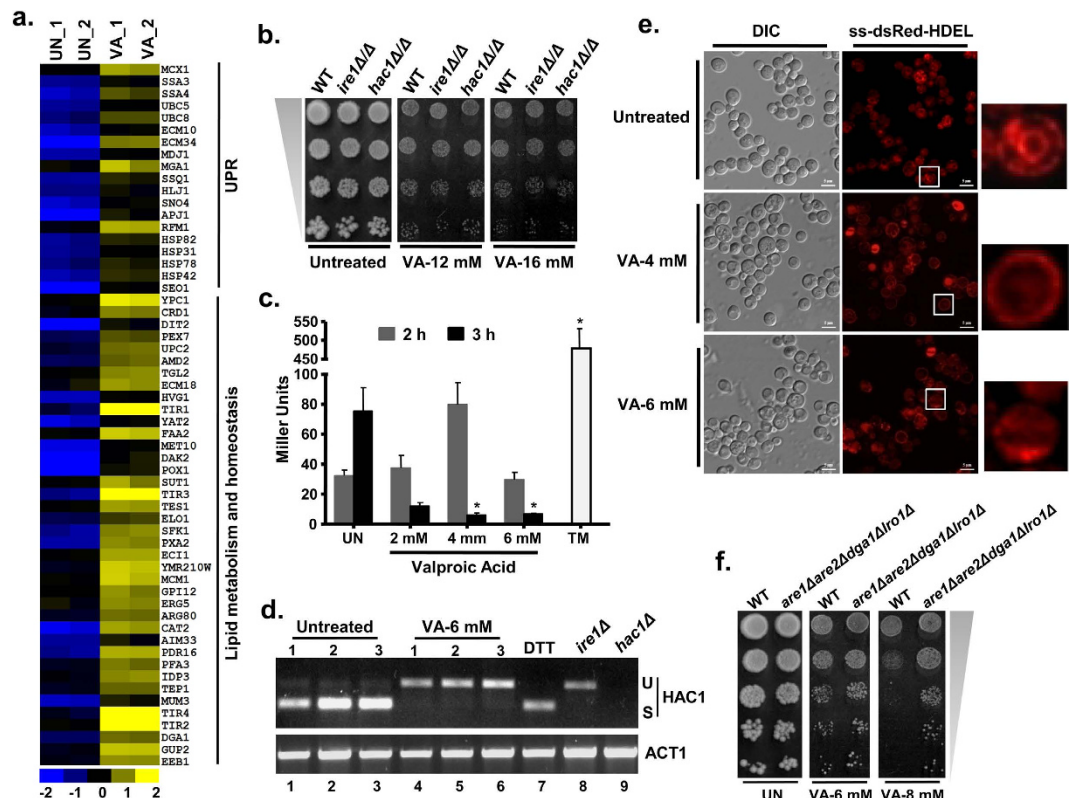 a.
UN_1
UN_2
VA_1
VA_2
MCX1
SSA3
SSA4
UBC5
UBC8
ECM10
ECM34
MDJ1
MGA1
SSQ1
HLJ1
SNO4
APJ1
RFM1
HSP82
HSP31
HSP78
HSP42
SEO1
UPR
YPC1
CRD1
DIT2
PEX7
UPC2
AMD2
TGL2
ECM18
HVG1
TIR1
YAT2
FAA2
MET10
DAK2
POX1
SUT1
TIR3
TES1
ELO1
SFK1
PXA2
ECI1
YMR210W
MCM1
GPI12
ERG5
ARG80
CAT2
AIM33
PDR16
PFA3
IDP3
TEP1
MUM3
TIR4
TIR2
DGA1
GUP2
EEB1
Lipid metabolism and homeostasis
-2 -1 0 1 2
b.
WT ire1Δ/Δ hac1Δ/Δ WT ire1Δ/Δ hac1Δ/Δ WT ire1Δ/Δ hac1Δ/Δ
Untreated VA-12 mM VA-16 mM
c.
2 h 3 h
Miller Units
550
500
450
80
60
40
20
0
* * *
UN 2 mM 4 mm 6 mM TM
Valproic Acid
d.
Untreated VA-6 mM
1 2 3 1 2 3 DTT ire1Δ hac1Δ
U
S
HAC1
ACT1
1 2 3 4 5 6 7 8 9
e.
DIC ss-dsRed-HDEL
Untreated
VA-4 mM
VA-6 mM
f.
WT are1Δare2Δdga1Δlro1Δ WT are1Δare2Δdga1Δlro1Δ WT are1Δare2Δdga1Δlro1Δ
UN VA-6 mM VA-8 mM